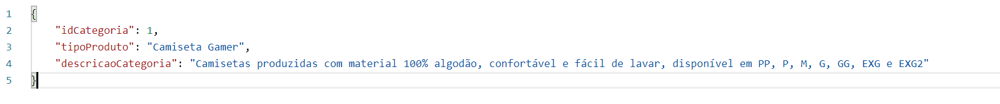 1 {
2 "idCategoria": 1,
3 "tipoProduto": "Camiseta Gamer",
4 "descricaoCategoria": "Camisetas produzidas com material 100% algodão, confortável e fácil de lavar, disponível em PP, P, M, G, GG, EXG e EXG2"
5 }